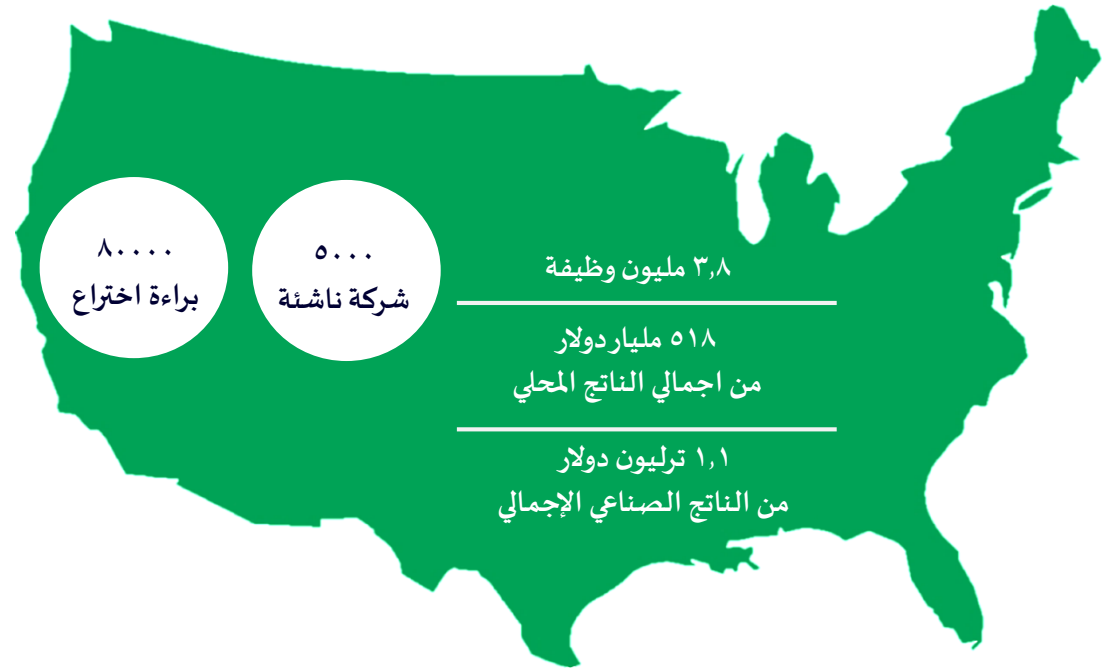 ٨٠٠٠٠
براءة اختراع
٥٠٠٠
شركة ناشئة
٣,٨ مليون وظيفة
٥١٨ مليار دولار
من اجمالي الناتج المحلي
١,١ ترليون دولار
من الناتج الصناعي الإجمالي